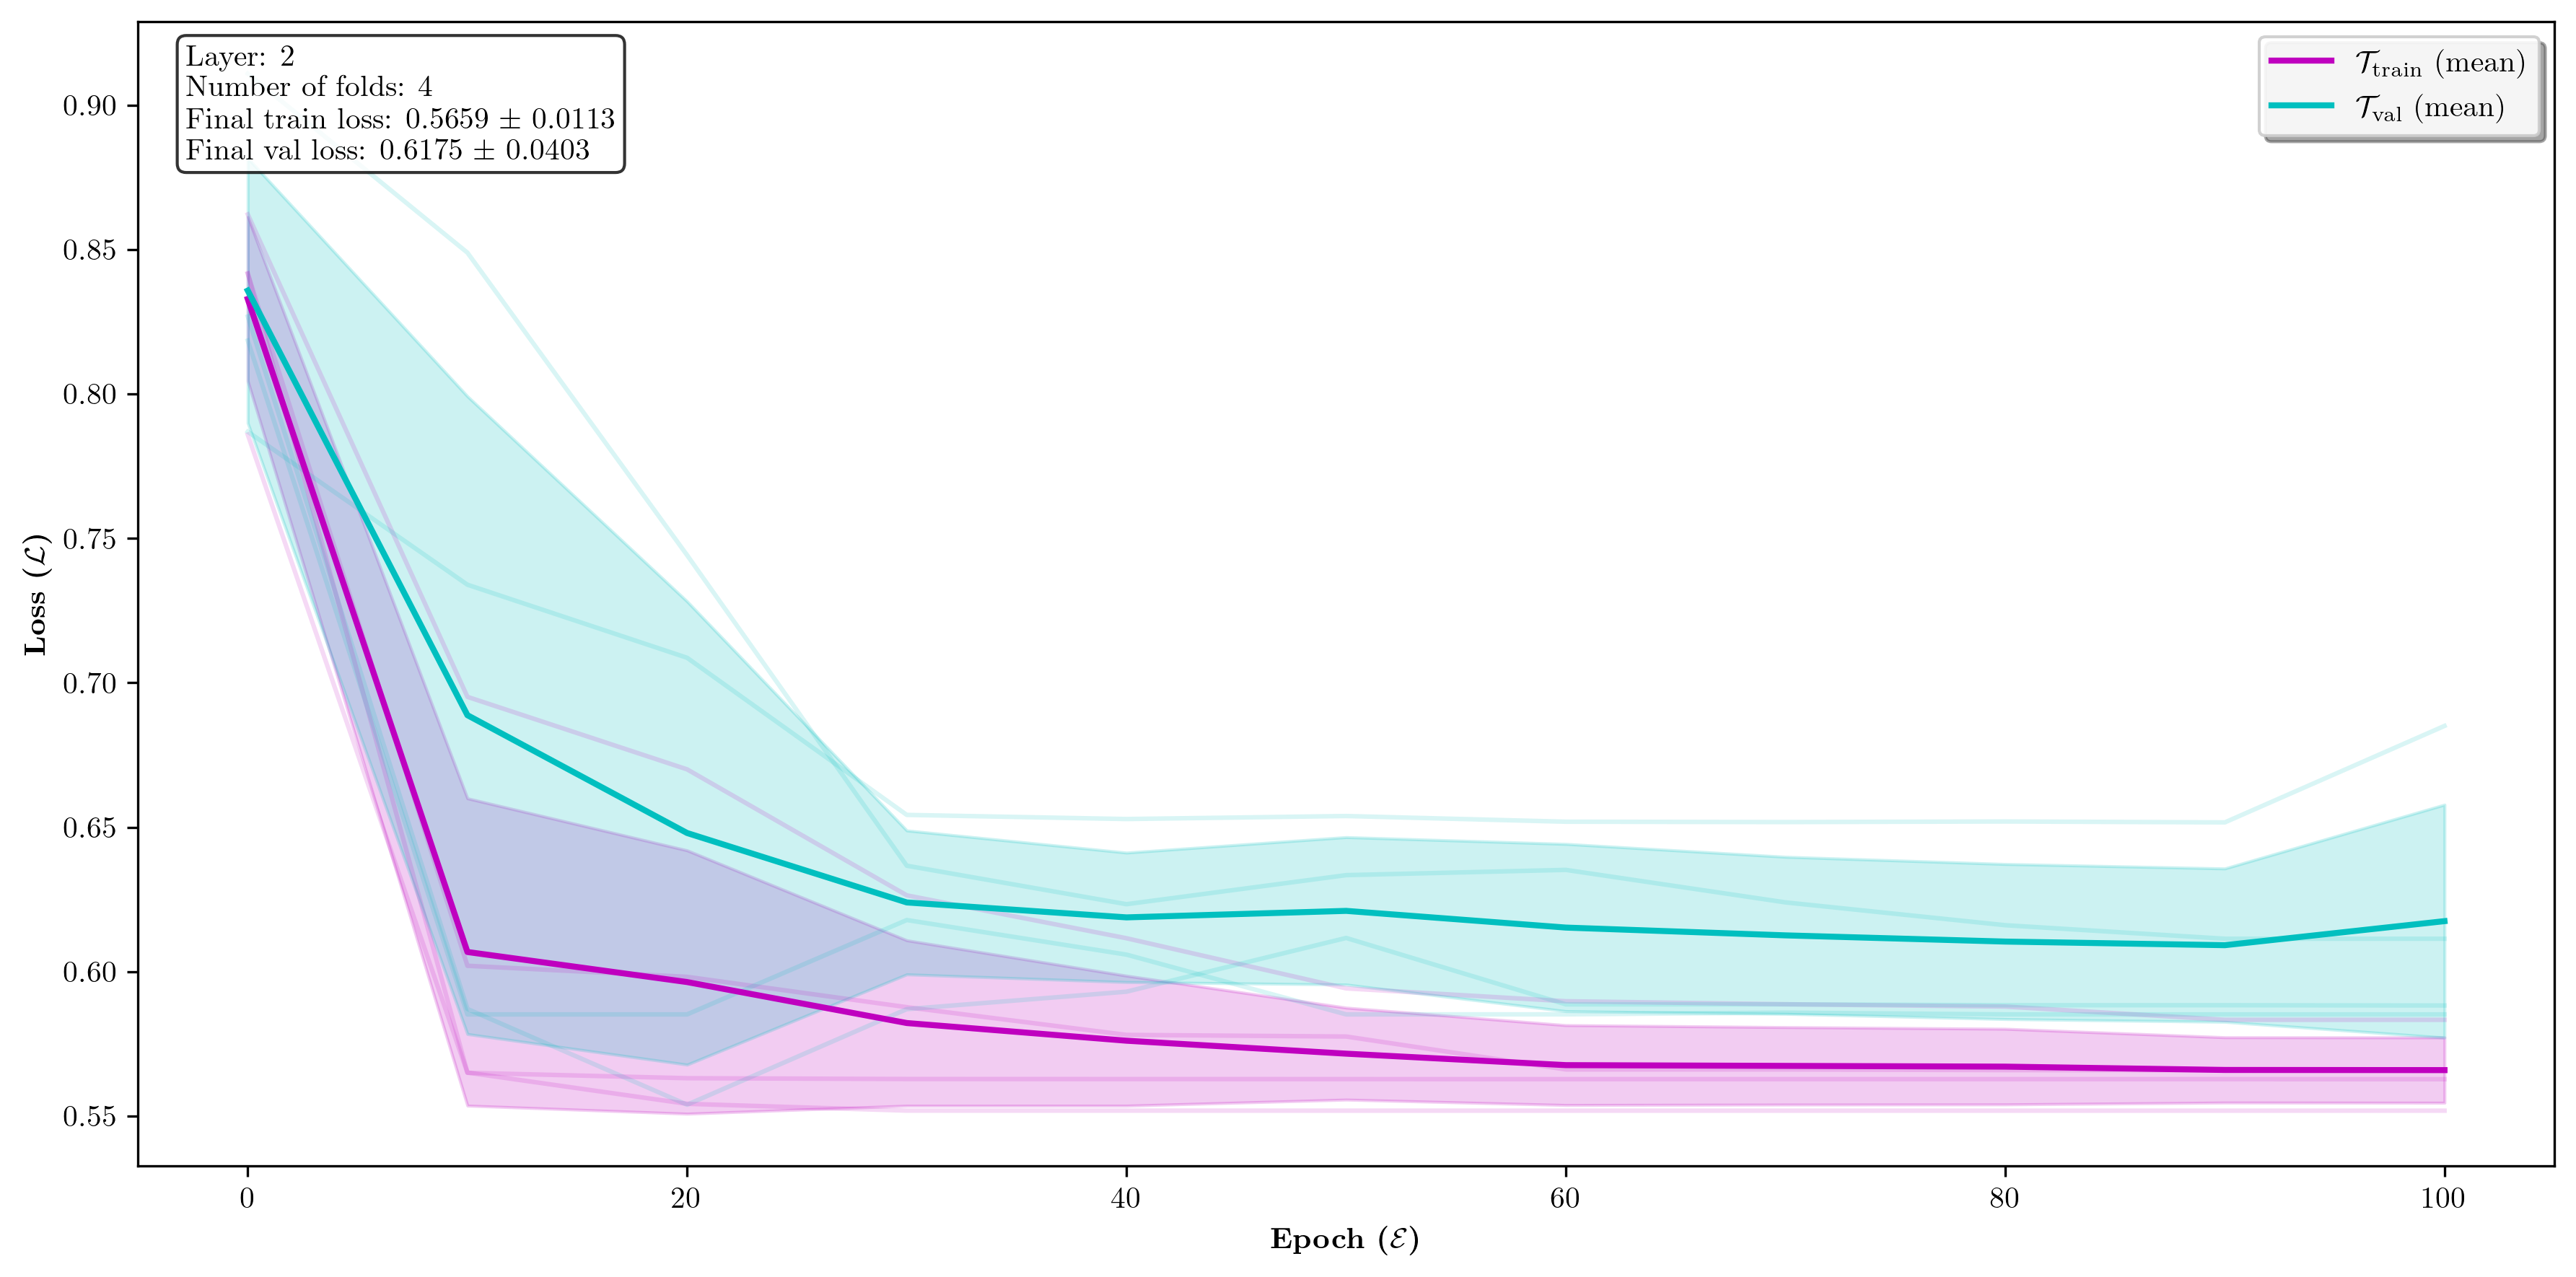 Layer: 2
Number of folds: 4
Final train loss: 0.5659 ± 0.0113
Final val loss: 0.6175 ± 0.0403
𝒯train (mean)
𝒯val (mean)
0.90
0.85
0.80
0.75
0.70
0.65
0.60
0.55
Loss (ℒ)
0 20 40 60 80 100
Epoch (ℰ)